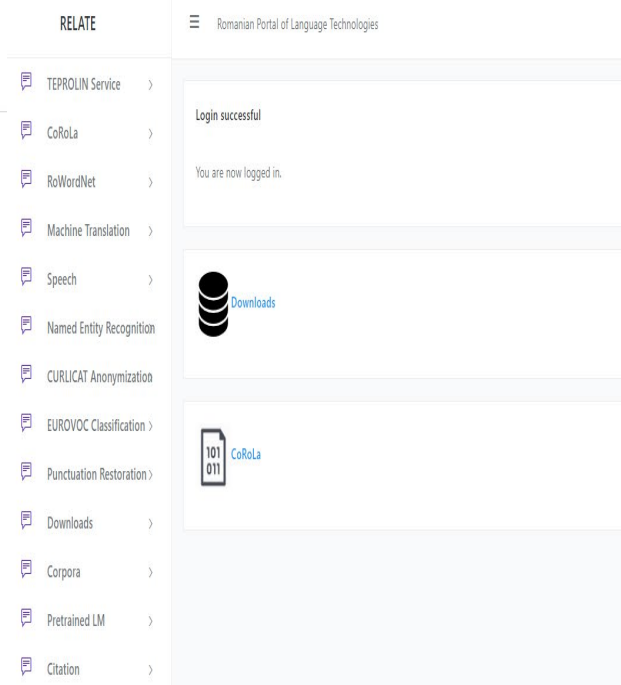 RELATE
TEPROLIN Service
CoRoLa
RoWordNet
Machine Translation
Speech
Named Entity Recognition
CURLICAT Anonymization
EUROVOC Classification
Punctuation Restoration
Downloads
Corpora
Pretrained LM
Citation
Romanian Portal of Language Technologies
Login successful
You are now logged in.
Downloads
101
011
CoRoLa